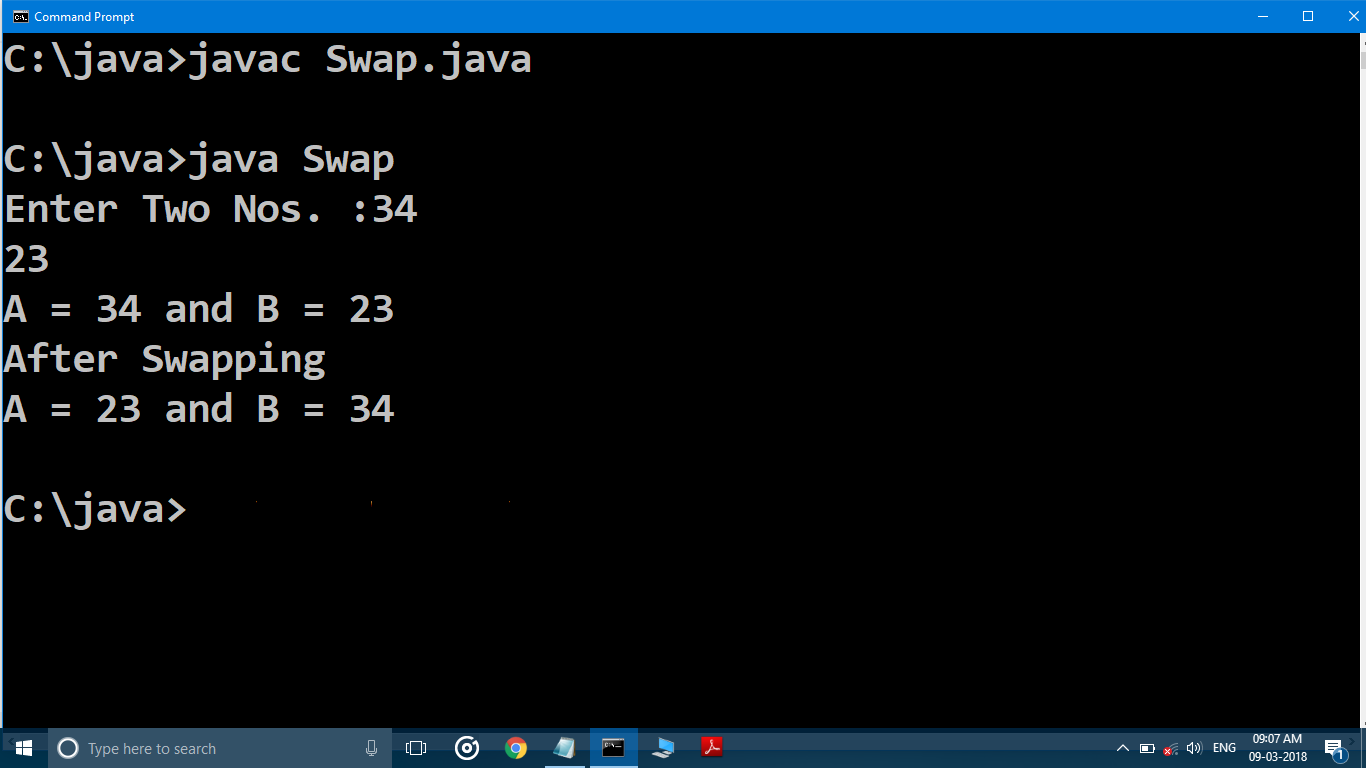 Command Prompt
C:\java>javac Swap.java
C:\java>java Swap
Enter Two Nos. :34
23
A = 34 and B = 23
After Swapping
A = 23 and B = 34
C:\java>
Type here to search
ENG
09:07 AM
09-03-2018
1